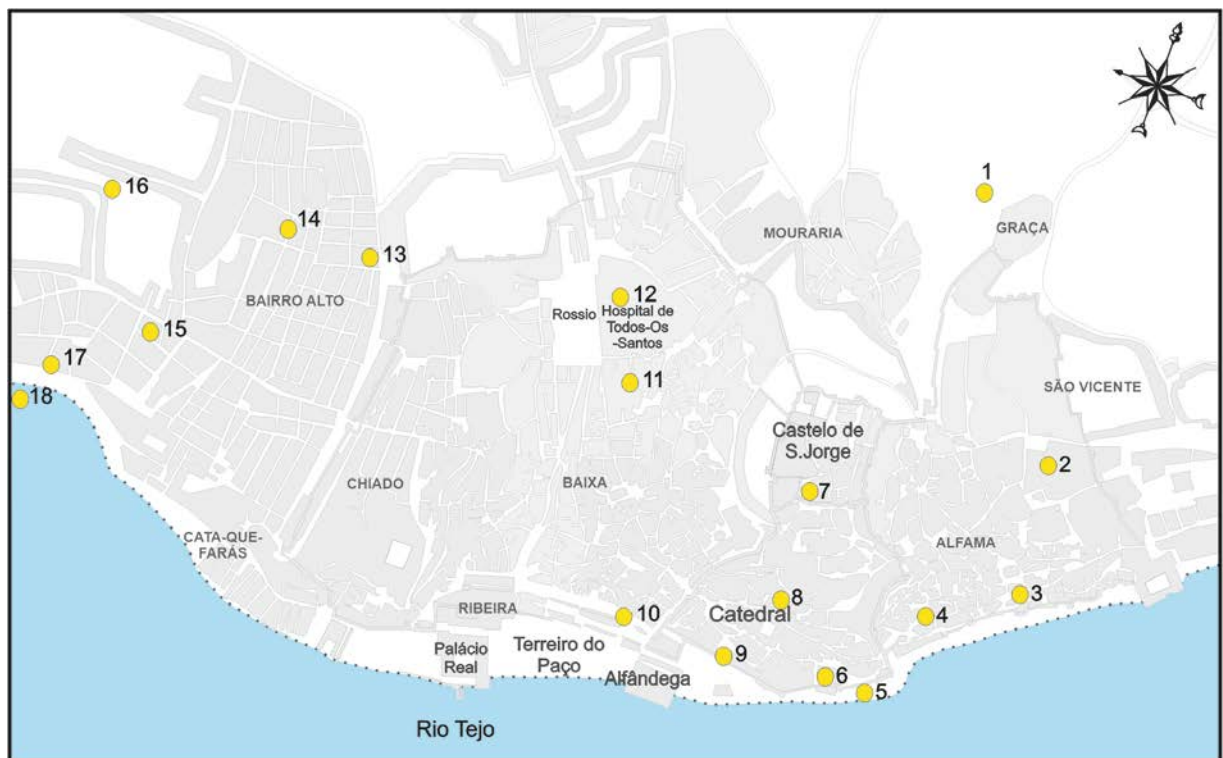 1
GRAÇA
MOURARIA
16
14
13
BAIRRO ALTO
12
Rossio
Hospital de
Todos-Os
-Santos
15
17
11
18
SÃO VICENTE
Castelo de
S.Jorge
2
CHIADO
BAIXA
7
CATA-QUE-
FARÁS
ALFAMA
RIBEIRA
8
3
10
Catedral
4
Palácio
Real
Terreiro do
Paço
9
Alfândega
6
5
Rio Tejo